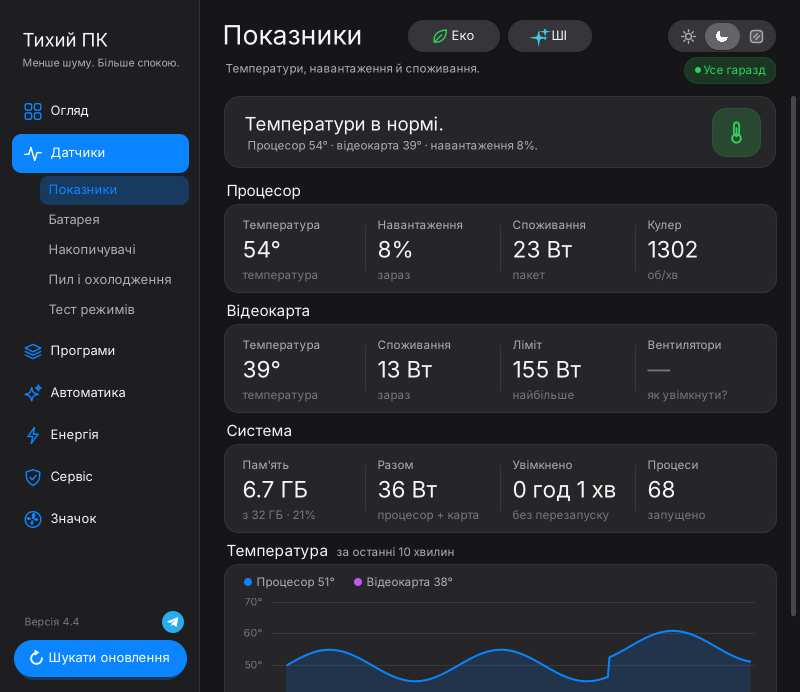 Тихий ПК
Менше шуму. Більше спокою.
Огляд
Датчики
Показники
Батарея
Накопичувачі
Пил і охолодження
Тест режимів
Програми
Автоматика
Енергія
Сервіс
Значок
Версія 4.4
Шукати оновлення
Показники
Еко
ШІ
Температури, навантаження й споживання.
Усе гаразд
Температури в нормі.
Процесор 54° · відеокарта 39° · навантаження 8%.
Процесор
Температура Навантаження Споживання Кулер
54° 8% 23 Вт 1302
температура зараз пакет об/хв
Відеокарта
Температура Споживання Ліміт Вентилятори
39° 13 Вт 155 Вт —
температура зараз найбільше як увімкнути?
Система
Пам'ять Разом Увімкнено Процеси
6.7 ГБ 36 Вт 0 год 1 хв 68
з 32 ГБ · 21% процесор + карта без перезапуску запущено
Температура за останні 10 хвилин
Процесор 51° Відеокарта 38°
70°
60°
50°